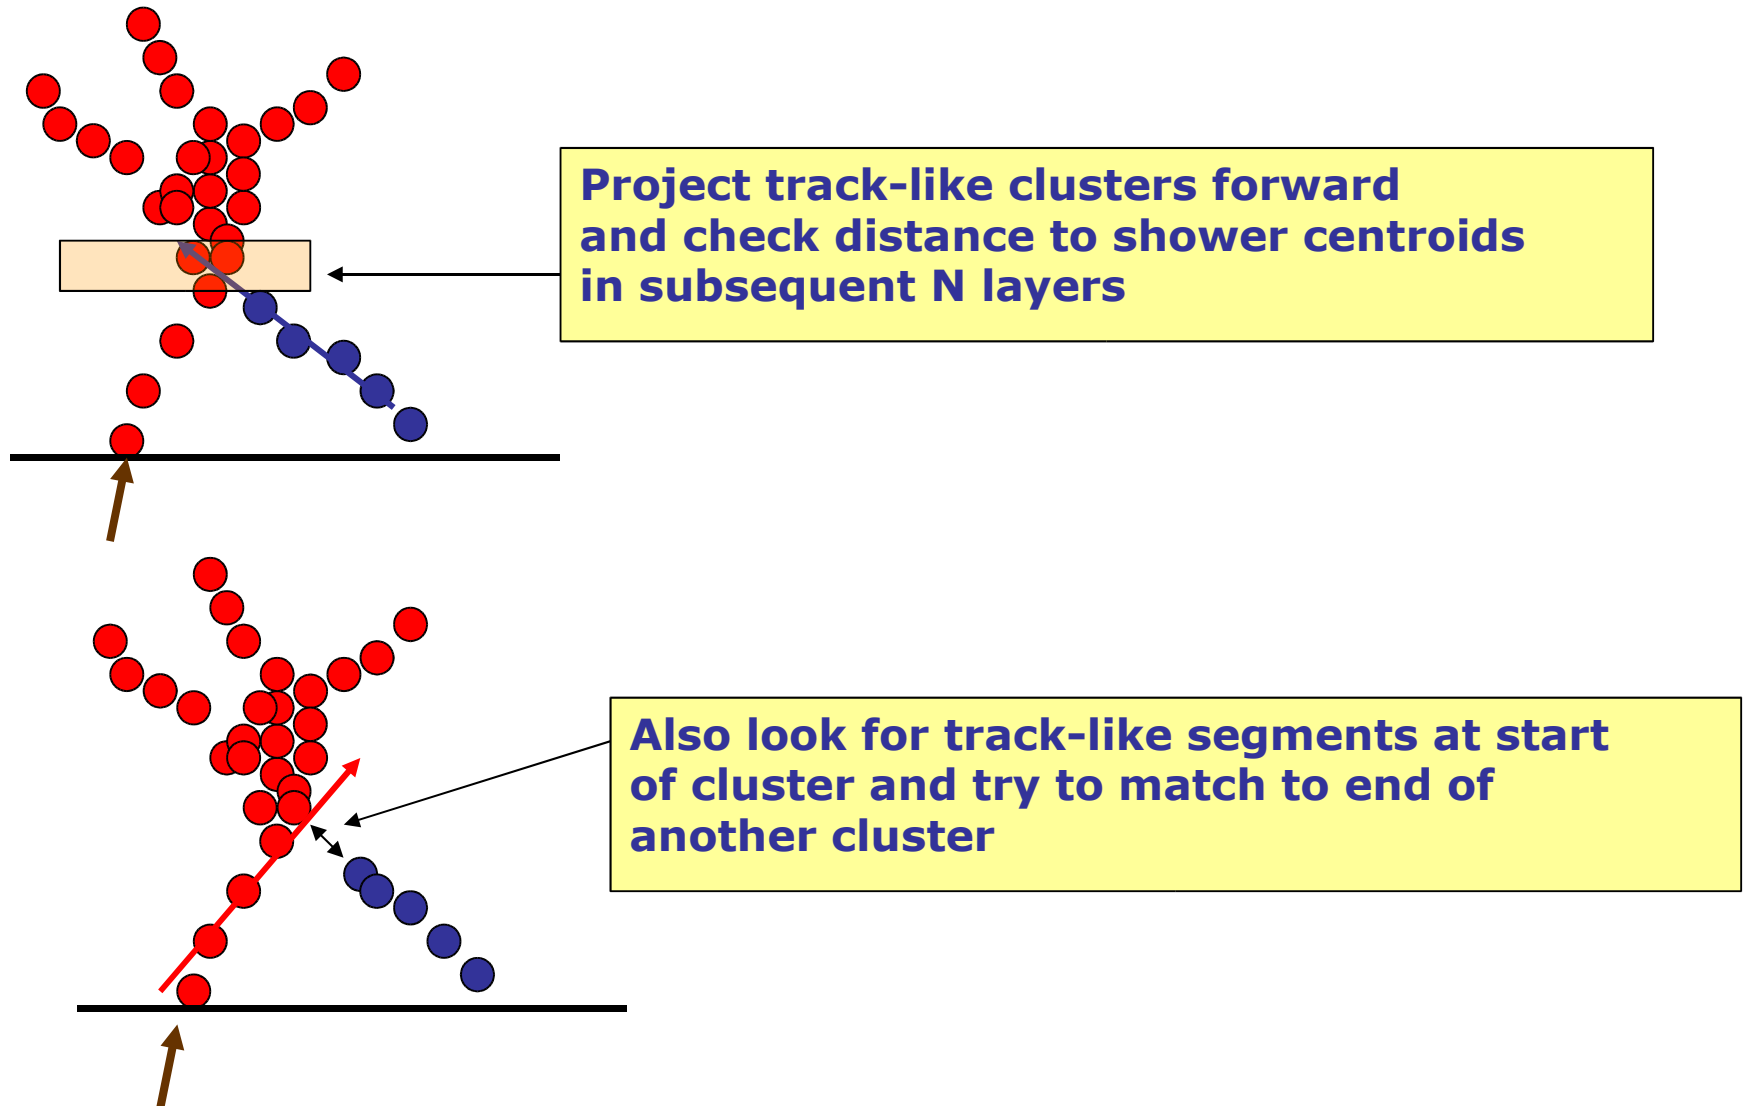 Project track-like clusters forward
and check distance to shower centroids
in subsequent N layers
Also look for track-like segments at start
of cluster and try to match to end of
another cluster